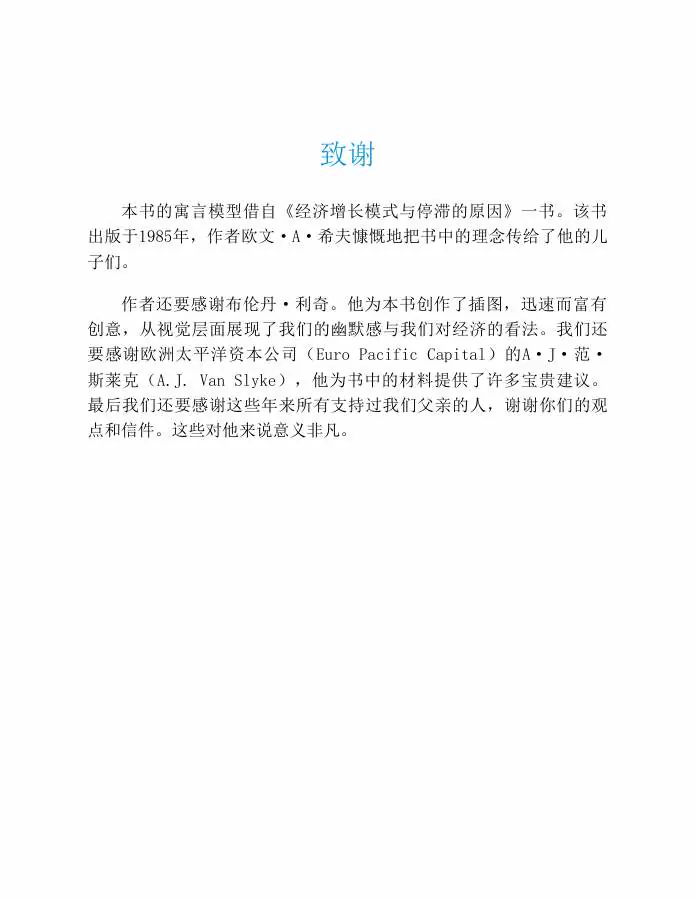 致谢
本书的寓言模型借自《经济增长模式与停滞的原因》一书。该书
出版于1985年，作者欧文·A·希夫慷慨地把书中的理念传给了他的儿
子们。
作者还要感谢布伦丹·利奇。他为本书创作了插图，迅速而富有
创意，从视觉层面展现了我们的幽默感与我们对经济的看法。我们还
要感谢欧洲太平洋资本公司（Euro Pacific Capital）的A·J·范·
斯莱克（A.J. Van Slyke），他为书中的材料提供了许多宝贵建议。
最后我们还要感谢这些年来所有支持过我们父亲的人，谢谢你们的观
点和信件。这些对他来说意义非凡。